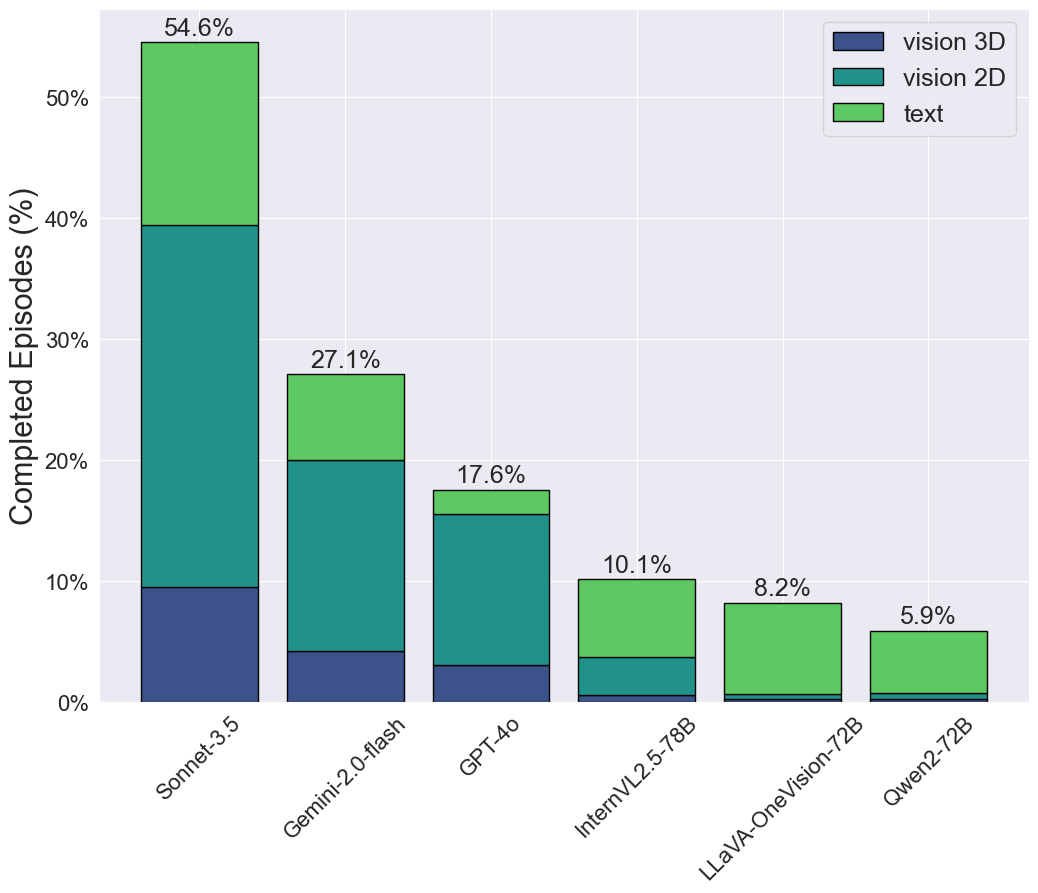 54.6%
vision 3D
vision 2D
text
50%
40%
30%
20%
10%
0%
Completed Episodes (%)
27.1%
17.6%
10.1%
8.2%
5.9%
Sonnet-3.5
Gemini-2.0-flash
GPT-4o
InternVL2.5-78B
LLaVA-OneVision-72B
Qwen2-72B